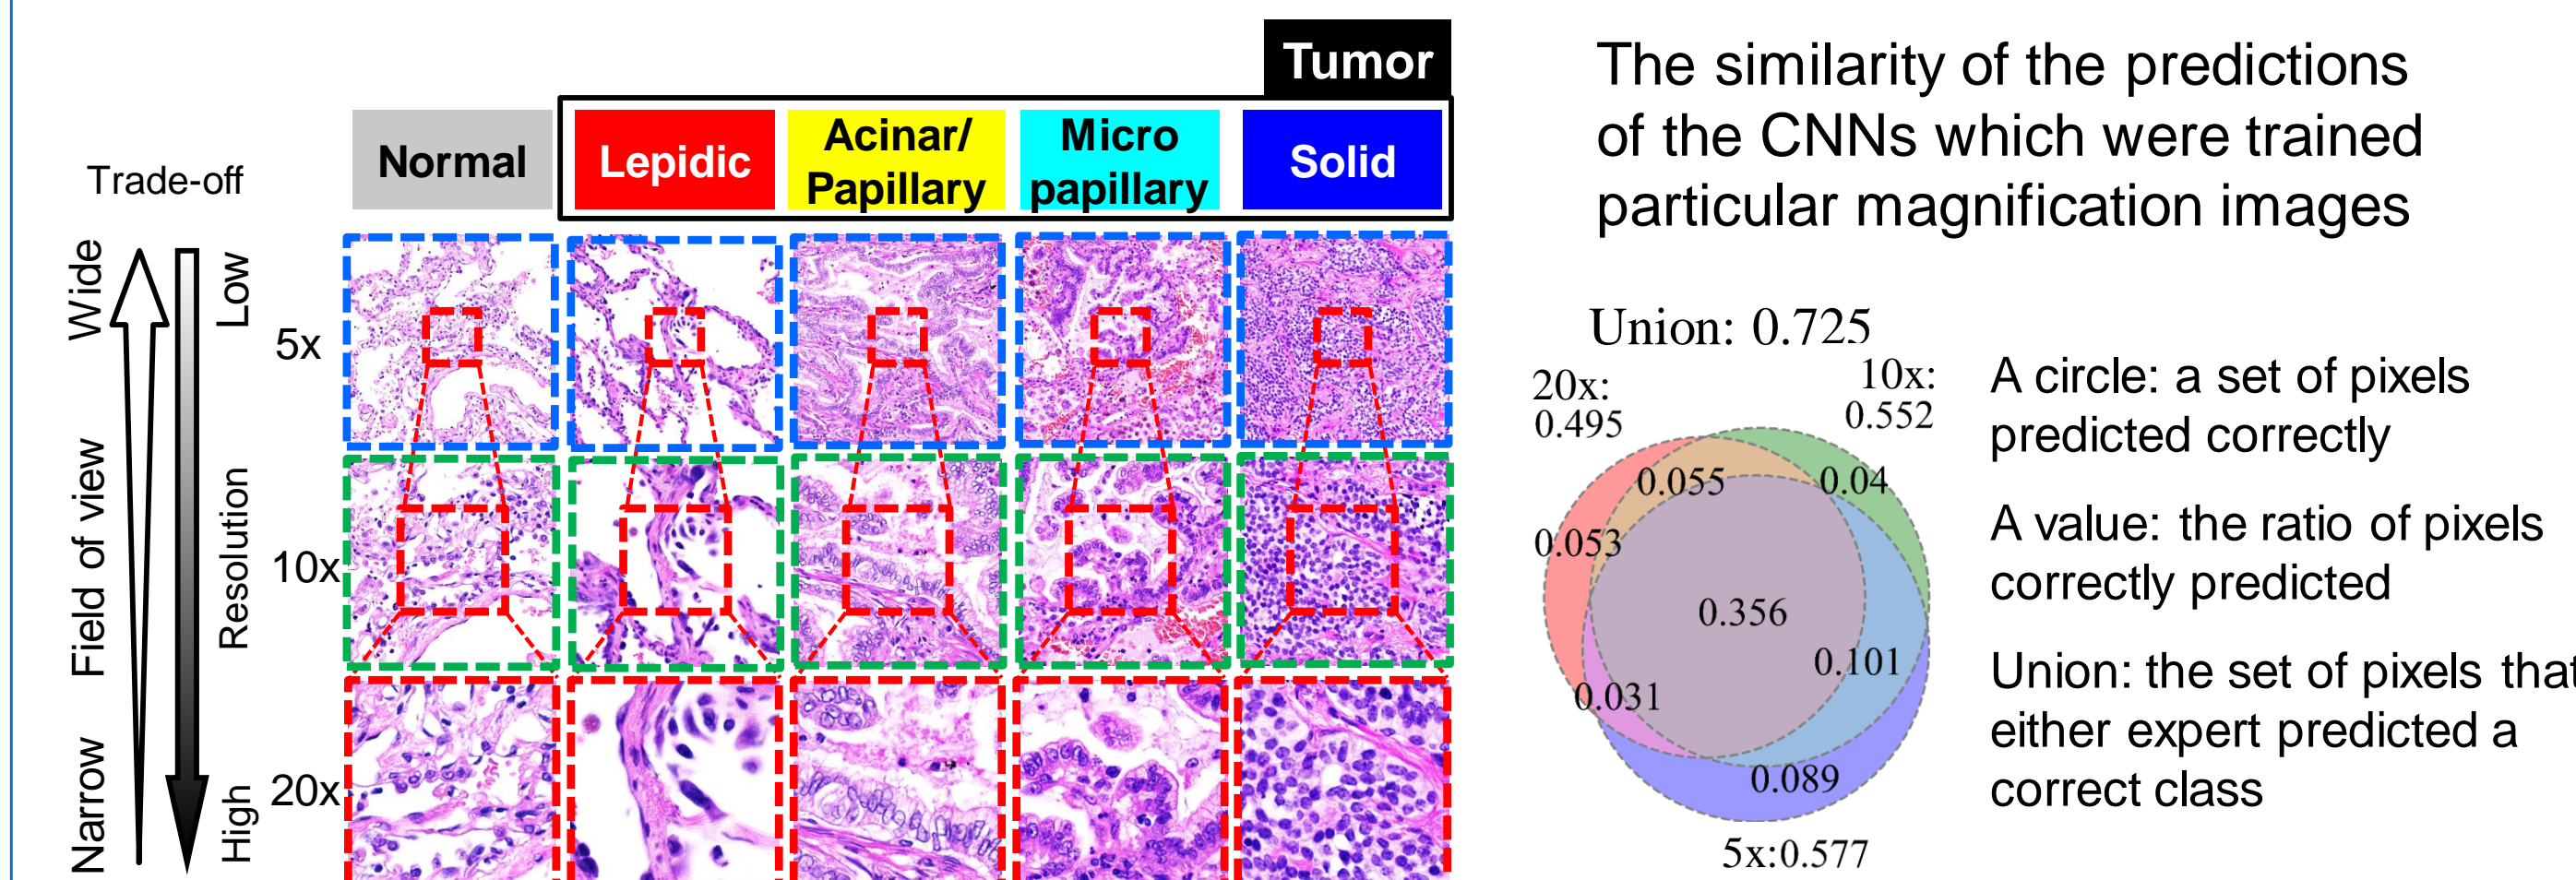 Tumor
Normal
Lepidic
Acinar/
Papillary
Micro
papillary
Solid
Trade-off
Wide
Field of view
Narrow
Low
Resolution
High
5x
10x
20x
The similarity of the predictions
of the CNNs which were trained
particular magnification images
Union: 0.725
20x:
0.495
10x:
0.552
0.055
0.04
0.053
0.356
0.101
0.031
0.089
5x:0.577
A circle: a set of pixels
predicted correctly
A value: the ratio of pixels
correctly predicted
Union: the set of pixels that
either expert predicted a
correct class